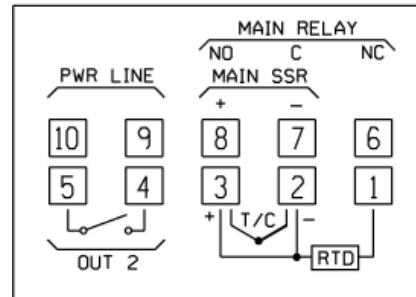 MAIN RELAY
NO C NC
PWR LINE MAIN SSR
+ −
10 9 8 7 6
5 4 3 2 1
+ T/C −
OUT 2 RTD